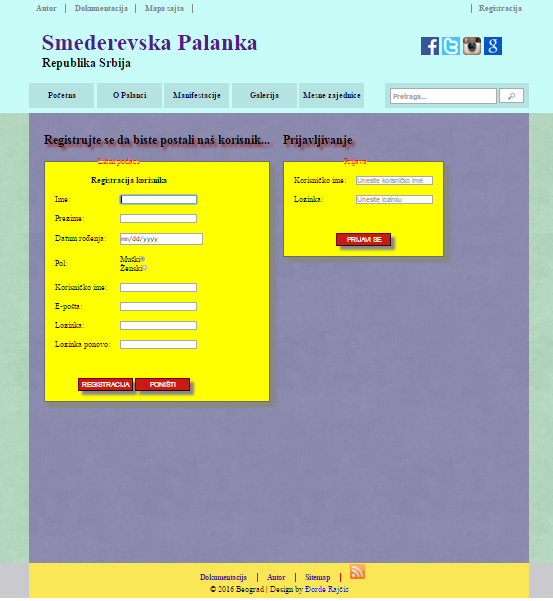 Autor | Dokumentacija | Mapa sajta |
| Registracija
Smederevska Palanka
Republika Srbija
Početna
O Palanci
Manifestacije
Galerija
Mesne zajednice
Pretraga...
Registrujte se da biste postali naš korisnik...
Lični podaci
Registracija korisnika
Ime:
Prezime:
Datum rođenja: mm/dd/yyyy
Pol: Muški
Ženski
Korisničko ime:
E-pošta:
Lozinka:
Lozinka ponovo:
REGISTRACIJA PONIŠTI
Prijavljivanje
Prijava
Korisničko ime: Unesite korisničko ime
Lozinka: Unesite lozinku
PRIJAVI SE
Dokumentacija | Autor | Sitemap |
© 2016 Beograd | Design by Đorđe Rajčić